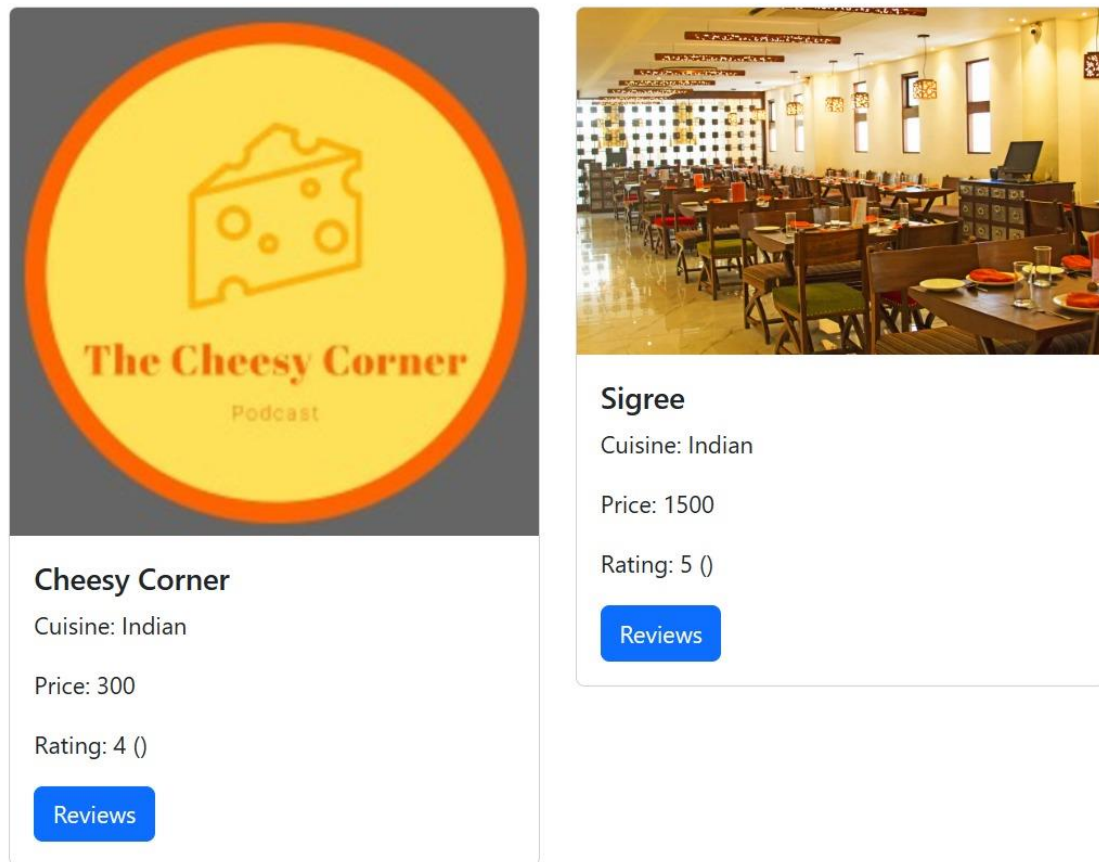 The Cheesy Corner
Podcast
Cheesy Corner
Cuisine: Indian
Price: 300
Rating: 4 ()
Reviews
Sigree
Cuisine: Indian
Price: 1500
Rating: 5 ()
Reviews